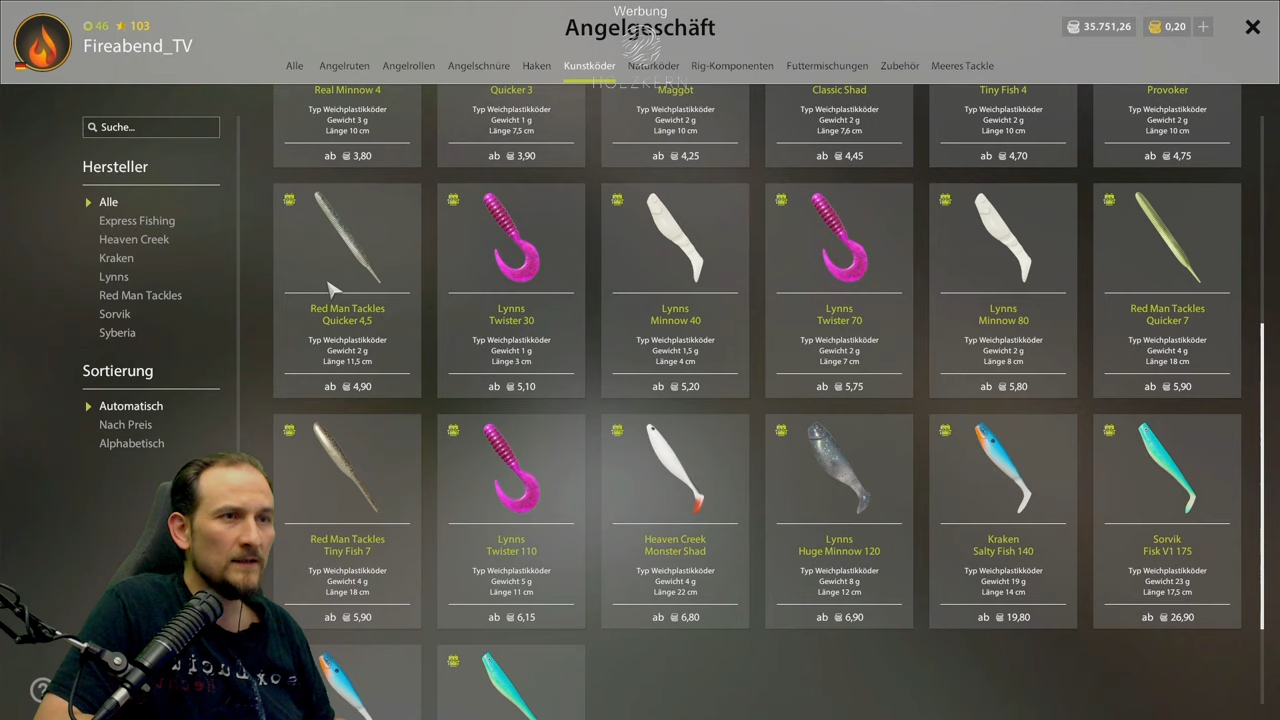 46 103
Fireabend_TV
Werbung
Angelgeschäft
HOLZKERN
35.751,26
0,20 +
Alle Angelruten Angelrollen Angelschnüre Haken Kunstköder Naturköder Rig-Komponenten Futtermischungen Zubehör Meeres Tackle
Suche...
Hersteller
Alle
Express Fishing
Heaven Creek
Kraken
Lynns
Red Man Tackles
Sorvik
Syberia
Sortierung
Automatisch
Nach Preis
Alphabetisch
Real Minnow 4
Typ Weichplastikköder
Gewicht 3 g
Länge 10 cm
ab 3,80
Quicker 3
Typ Weichplastikköder
Gewicht 1 g
Länge 7,5 cm
ab 3,90
Maggot
Typ Weichplastikköder
Gewicht 2 g
Länge 10 cm
ab 4,25
Classic Shad
Typ Weichplastikköder
Gewicht 2 g
Länge 7,6 cm
ab 4,45
Tiny Fish 4
Typ Weichplastikköder
Gewicht 2 g
Länge 10 cm
ab 4,70
Provoker
Typ Weichplastikköder
Gewicht 2 g
Länge 10 cm
ab 4,75
Red Man Tackles
Quicker 4,5
Typ Weichplastikköder
Gewicht 2 g
Länge 11,5 cm
ab 4,90
Lynns
Twister 30
Typ Weichplastikköder
Gewicht 1 g
Länge 3 cm
ab 5,10
Lynns
Minnow 40
Typ Weichplastikköder
Gewicht 1,5 g
Länge 4 cm
ab 5,20
Lynns
Twister 70
Typ Weichplastikköder
Gewicht 2 g
Länge 7 cm
ab 5,75
Lynns
Minnow 80
Typ Weichplastikköder
Gewicht 2 g
Länge 8 cm
ab 5,80
Red Man Tackles
Quicker 7
Typ Weichplastikköder
Gewicht 4 g
Länge 18 cm
ab 5,90
Red Man Tackles
Tiny Fish 7
Typ Weichplastikköder
Gewicht 4 g
Länge 18 cm
ab 5,90
Lynns
Twister 110
Typ Weichplastikköder
Gewicht 5 g
Länge 11 cm
ab 6,15
Heaven Creek
Monster Shad
Typ Weichplastikköder
Gewicht 4 g
Länge 22 cm
ab 6,80
Lynns
Huge Minnow 120
Typ Weichplastikköder
Gewicht 8 g
Länge 12 cm
ab 6,90
Kraken
Salty Fish 140
Typ Weichplastikköder
Gewicht 19 g
Länge 14 cm
ab 19,80
Sorvik
Fisk V1 175
Typ Weichplastikköder
Gewicht 23 g
Länge 17,5 cm
ab 26,90